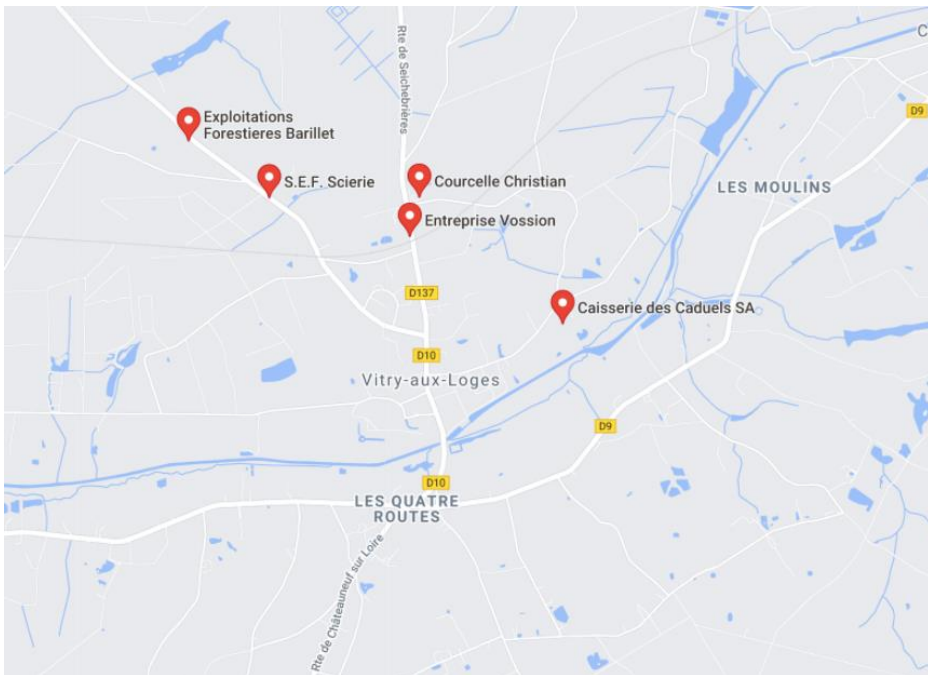 Rte de Seichebrières
C
D9
Exploitations
Forestieres Barillet
S.E.F. Scierie
Courcelle Christian
LES MOULINS
Entreprise Vossion
D137
Caisserie des Caduels SA
D10
Vitry-aux-Loges
D9
D10
LES QUATRE
ROUTES
Rte de Châteauneuf sur Loire